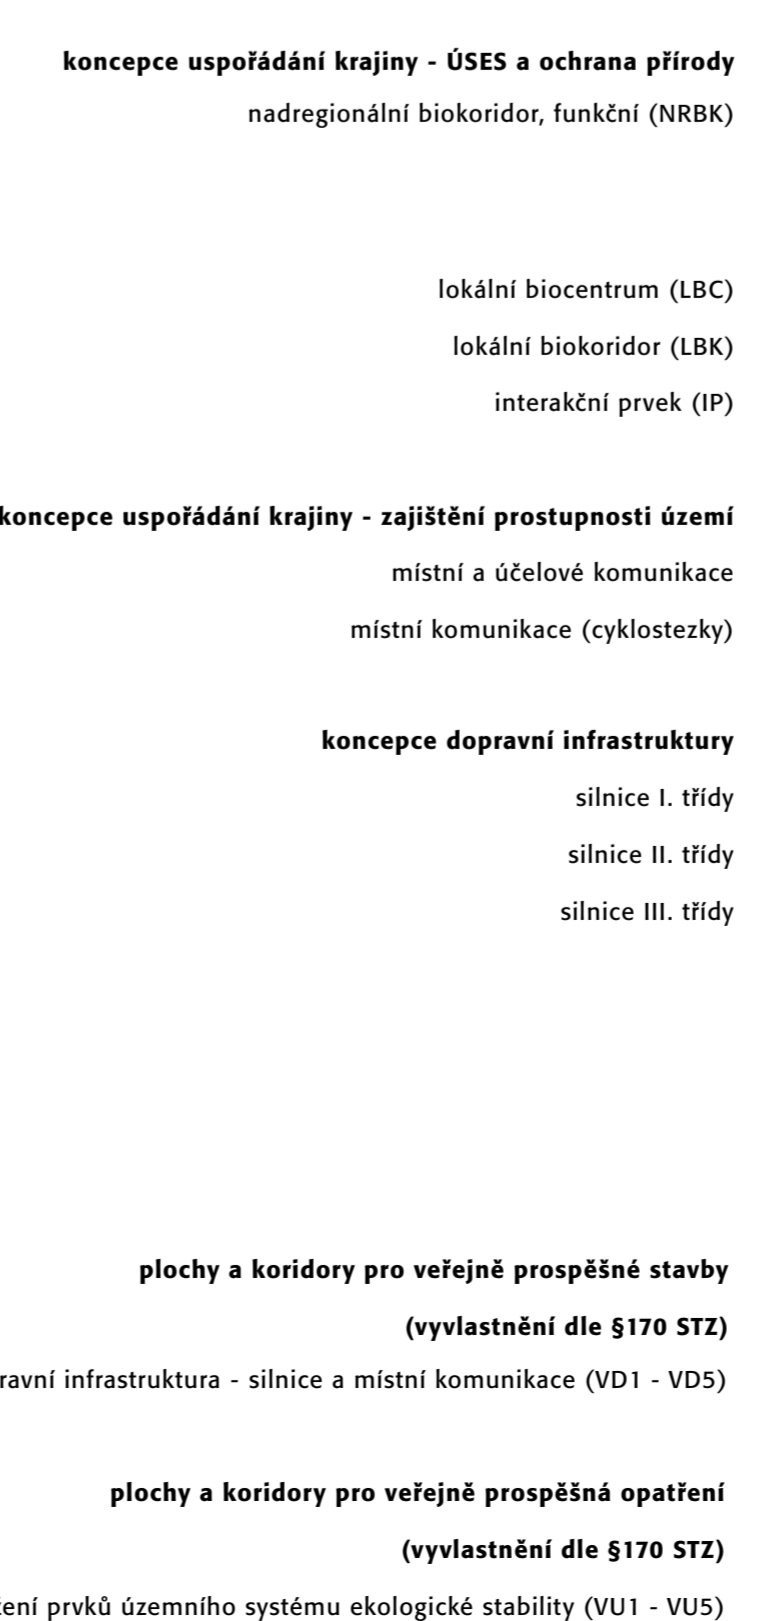 koncepce uspořádání krajiny - ÚSES a ochrana přírody
nadregionální biokoridor, funkční (NRBK)
lokální biocentrum (LBC)
lokální biokoridor (LBK)
interakční prvek (IP)
koncepce uspořádání krajiny - zajištění prostupnosti území
místní a účelové komunikace
místní komunikace (cyklostezky)
koncepce dopravní infrastruktury
silnice I. třídy
silnice II. třídy
silnice III. třídy
plochy a koridory pro veřejně prospěšné stavby
(vyvlastnění dle §170 STZ)
infrastruktura - silnice a místní komunikace (VD1 - VD5)
plochy a koridory pro veřejně prospěšná opatření
(vyvlastnění dle §170 STZ)
prvků územního systému ekologické stability (VU1 - VU5)